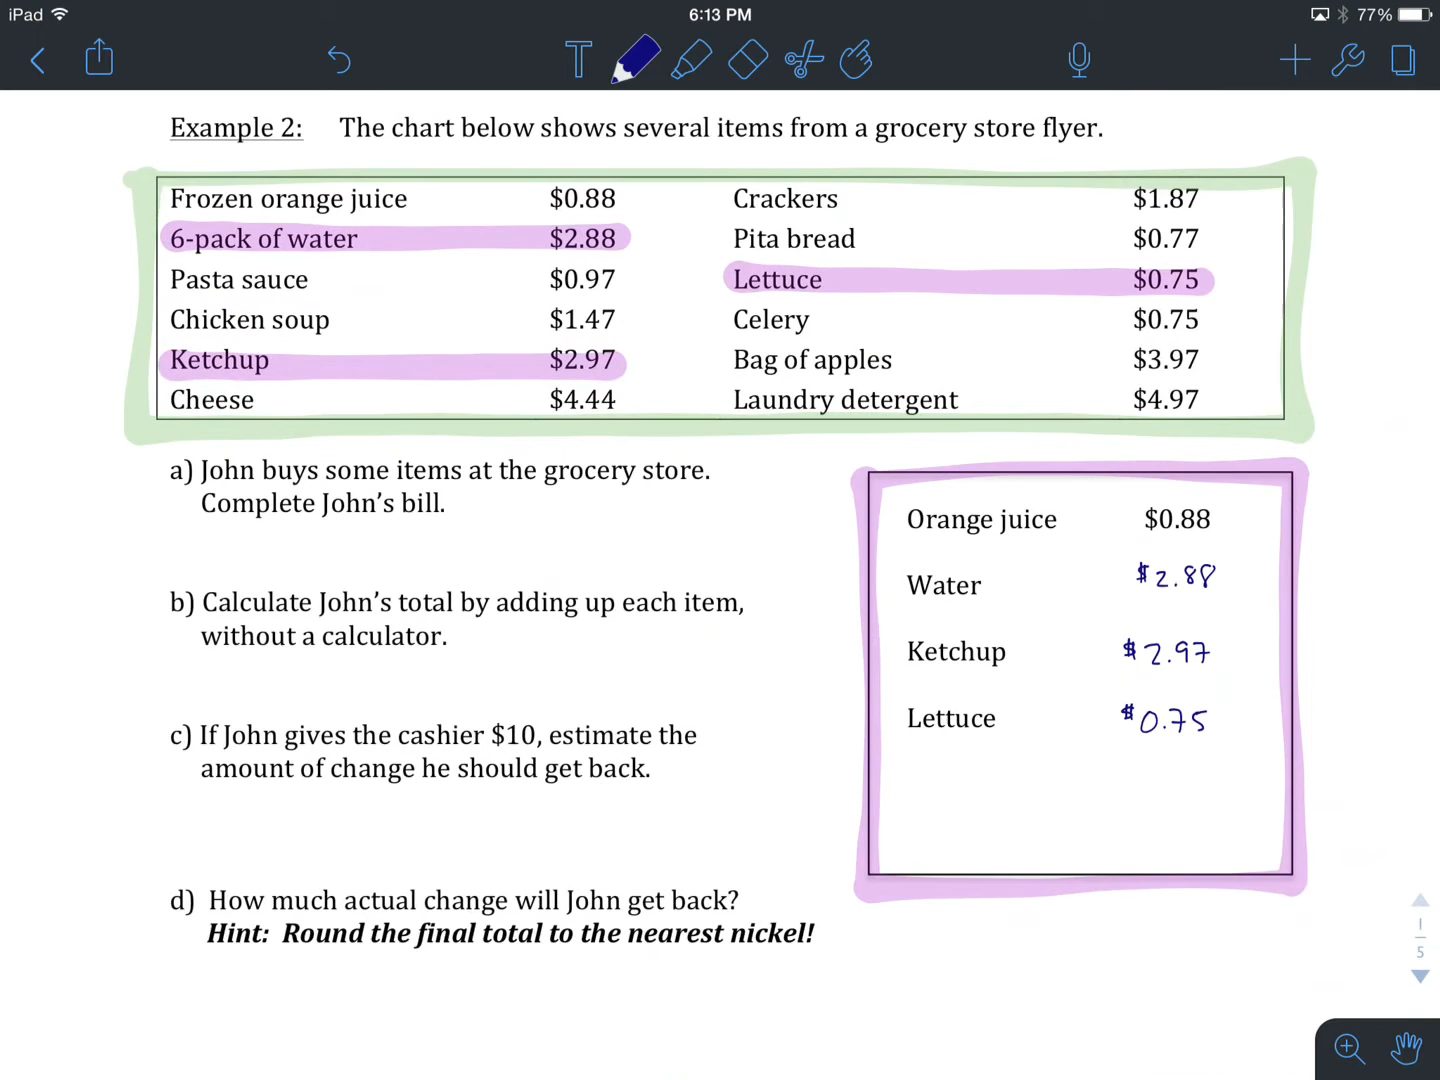 iPad
6:13 PM
77%
T
Example 2: The chart below shows several items from a grocery store flyer.
Frozen orange juice $0.88 Crackers $1.87
6-pack of water $2.88 Pita bread $0.77
Pasta sauce $0.97 Lettuce $0.75
Chicken soup $1.47 Celery $0.75
Ketchup $2.97 Bag of apples $3.97
Cheese $4.44 Laundry detergent $4.97
a) John buys some items at the grocery store.
Complete John's bill.
b) Calculate John's total by adding up each item,
without a calculator.
c) If John gives the cashier $10, estimate the
amount of change he should get back.
d) How much actual change will John get back?
Hint: Round the final total to the nearest nickel!
Orange juice $0.88
Water $2.88
Ketchup $2.97
Lettuce $0.75
1
5